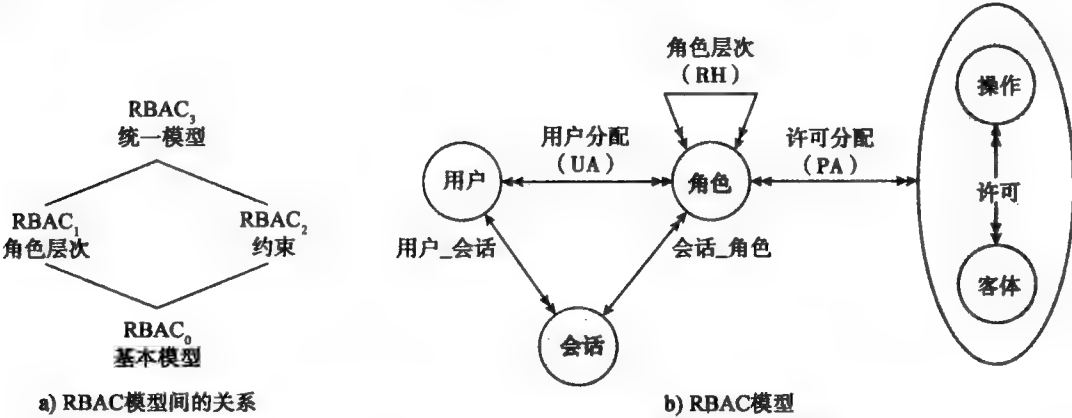 RBAC₃
统一模型
RBAC₁
角色层次
RBAC₂
约束
RBAC₀
基本模型
a) RBAC模型间的关系
角色层次
(RH)
用户分配
(UA)
许可分配
(PA)
用户
角色
操作
许可
客体
用户_会话
会话_角色
会话
b) RBAC模型